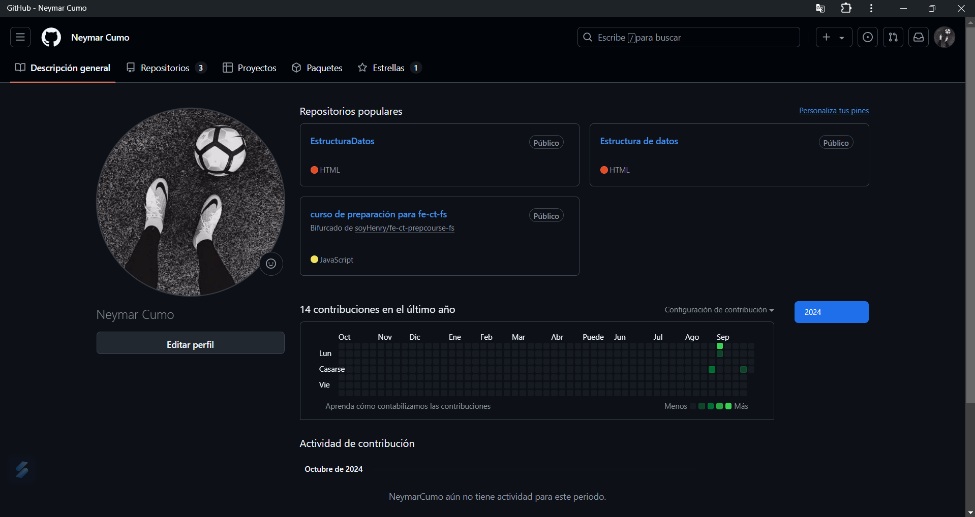 GitHub - Neymar Cumo
Neymar Cumo
Escribe / para buscar
Descripción general
Repositorios 3
Proyectos
Paquetes
Estrellas 1
Repositorios populares
Personaliza tus pines
EstructuraDatos
Público
HTML
Estructura de datos
Público
HTML
curso de preparación para fe-ct-fs
Público
Bifurcado de soyHenry/fe-ct-prepcourse-fs
JavaScript
Neymar Cumo
Editar perfil
14 contribuciones en el último año
Configuración de contribución
2024
Oct Nov Dic Ene Feb Mar Abr Puede Jun Jul Ago Sep
Lun
Casarse
Vie
Aprenda cómo contabilizamos las contribuciones
Menos Más
Actividad de contribución
Octubre de 2024
NeymarCumo aún no tiene actividad para este periodo.